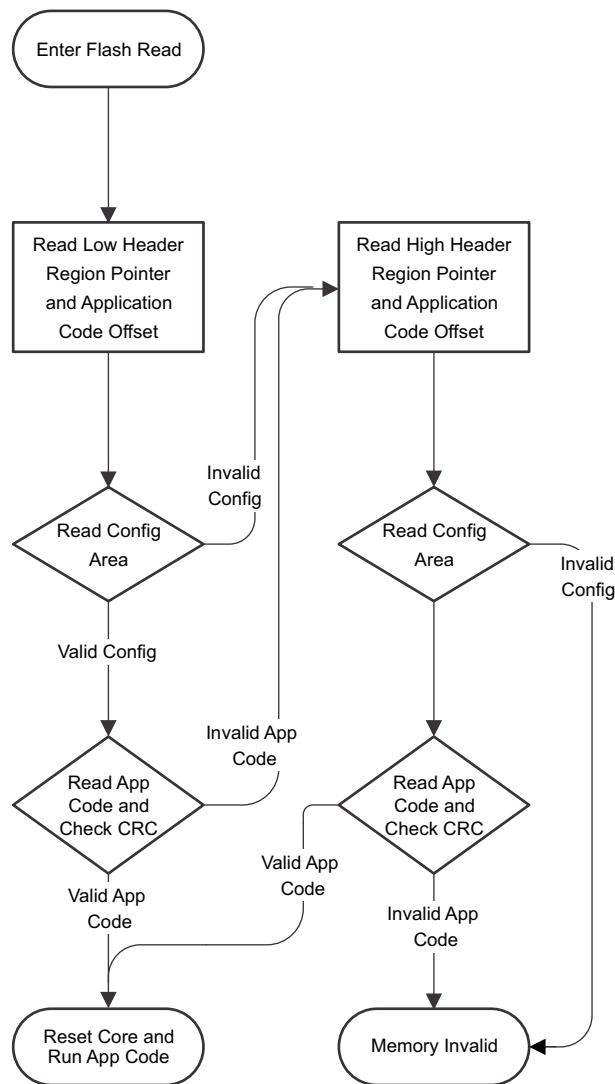 Enter Flash Read
Read Low Header
Region Pointer
and Application
Code Offset
Read High Header
Region Pointer
and Application
Code Offset
Invalid
Config
Read Config
Area
Read Config
Area
Invalid
Config
Valid Config
Invalid App
Code
Read App
Code and
Check CRC
Read App
Code and
Check CRC
Valid App
Code
Valid App
Code
Invalid App
Code
Reset Core and
Run App Code
Memory Invalid